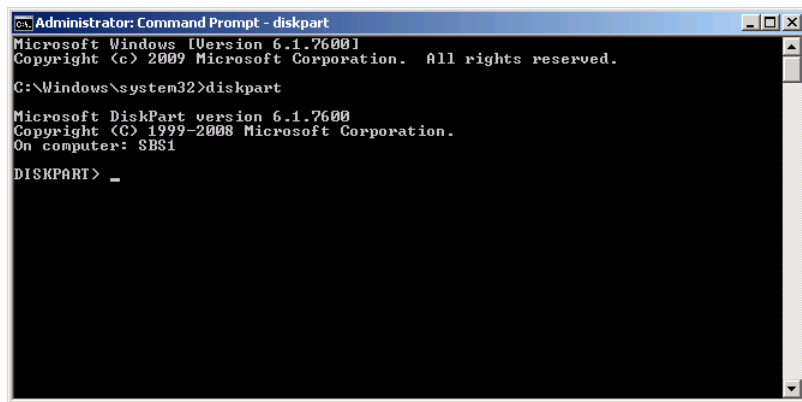 Administrator: Command Prompt - diskpart
Microsoft Windows [Version 6.1.7600]
Copyright (c) 2009 Microsoft Corporation.  All rights reserved.
C:\Windows\system32>diskpart
Microsoft DiskPart version 6.1.7600
Copyright (C) 1999-2008 Microsoft Corporation.
On computer: SBS1
DISKPART> _